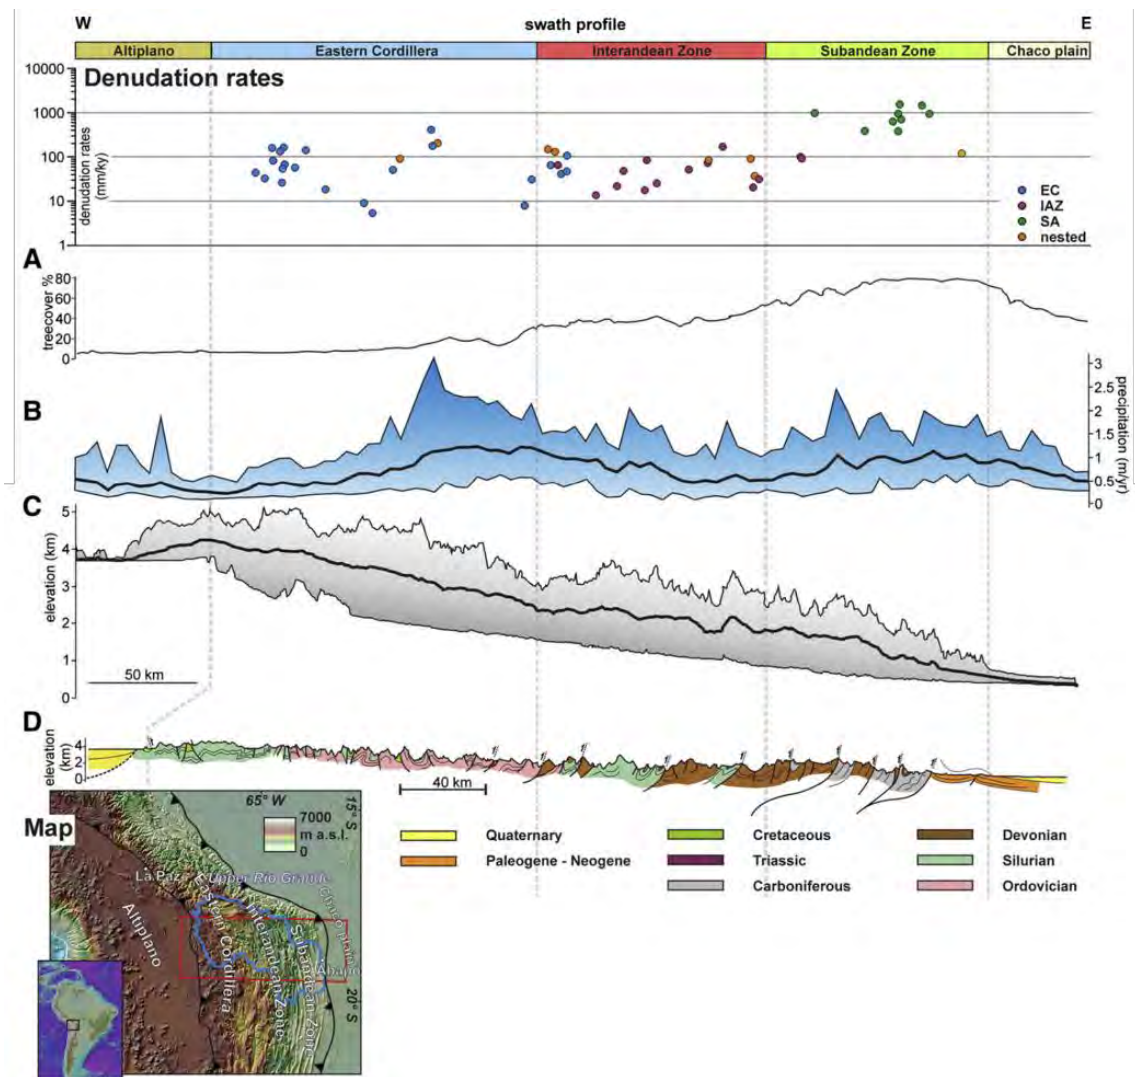 W
swath profile
E
Altiplano
Eastern Cordillera
Interandean Zone
Subandean Zone
Chaco plain
Denudation rates
10000
1000
100
10
1
denudation rates
(mm/ky)
EC
IAZ
SA
nested
A
80
60
40
20
0
treecover %
B
3
2.5
2
1.5
1
0.5
0
precipitation (m/yr)
C
5
4
3
2
1
0
elevation (km)
50 km
D
4
2
0
elevation
(km)
40 km
Map
65° W
15° S
20° S
7000
m a.s.l.
0
La Paz
Upper Rio Grande
Altiplano
Eastern Cordillera
Interandean Zone
Subandean Zone
Chaco plain
Quaternary
Paleogene - Neogene
Cretaceous
Triassic
Carboniferous
Devonian
Silurian
Ordovician